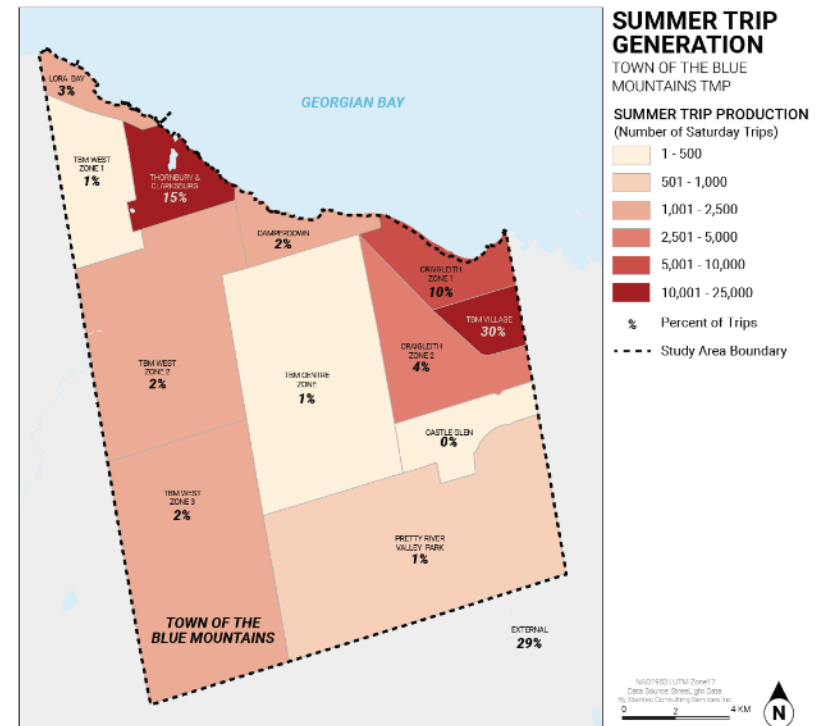 SUMMER TRIP
GENERATION
TOWN OF THE BLUE
MOUNTAINS TMP
SUMMER TRIP PRODUCTION
(Number of Saturday Trips)
1 - 500
501 - 1,000
1,001 - 2,500
2,501 - 5,000
5,001 - 10,000
10,001 - 25,000
% Percent of Trips
Study Area Boundary
GEORGIAN BAY
LORA BAY
3%
TBM WEST
ZONE 1
1%
THORNBURY &
CLARKSBURG
15%
CAMPERDOWN
2%
CRAIGLEITH
ZONE 1
10%
TBM VILLAGE
30%
CRAIGLEITH
ZONE 2
4%
TBM WEST
ZONE 2
2%
TBM CENTRE
ZONE
1%
CASTLE GLEN
0%
TBM WEST
ZONE 3
2%
PRETTY RIVER
VALLEY PARK
1%
TOWN OF THE
BLUE MOUNTAINS
EXTERNAL
29%
NAD1983 | UTM Zone17
Data Source: StreetLight Data
By Stantec Consulting Services Inc
0 2 4 KM
N